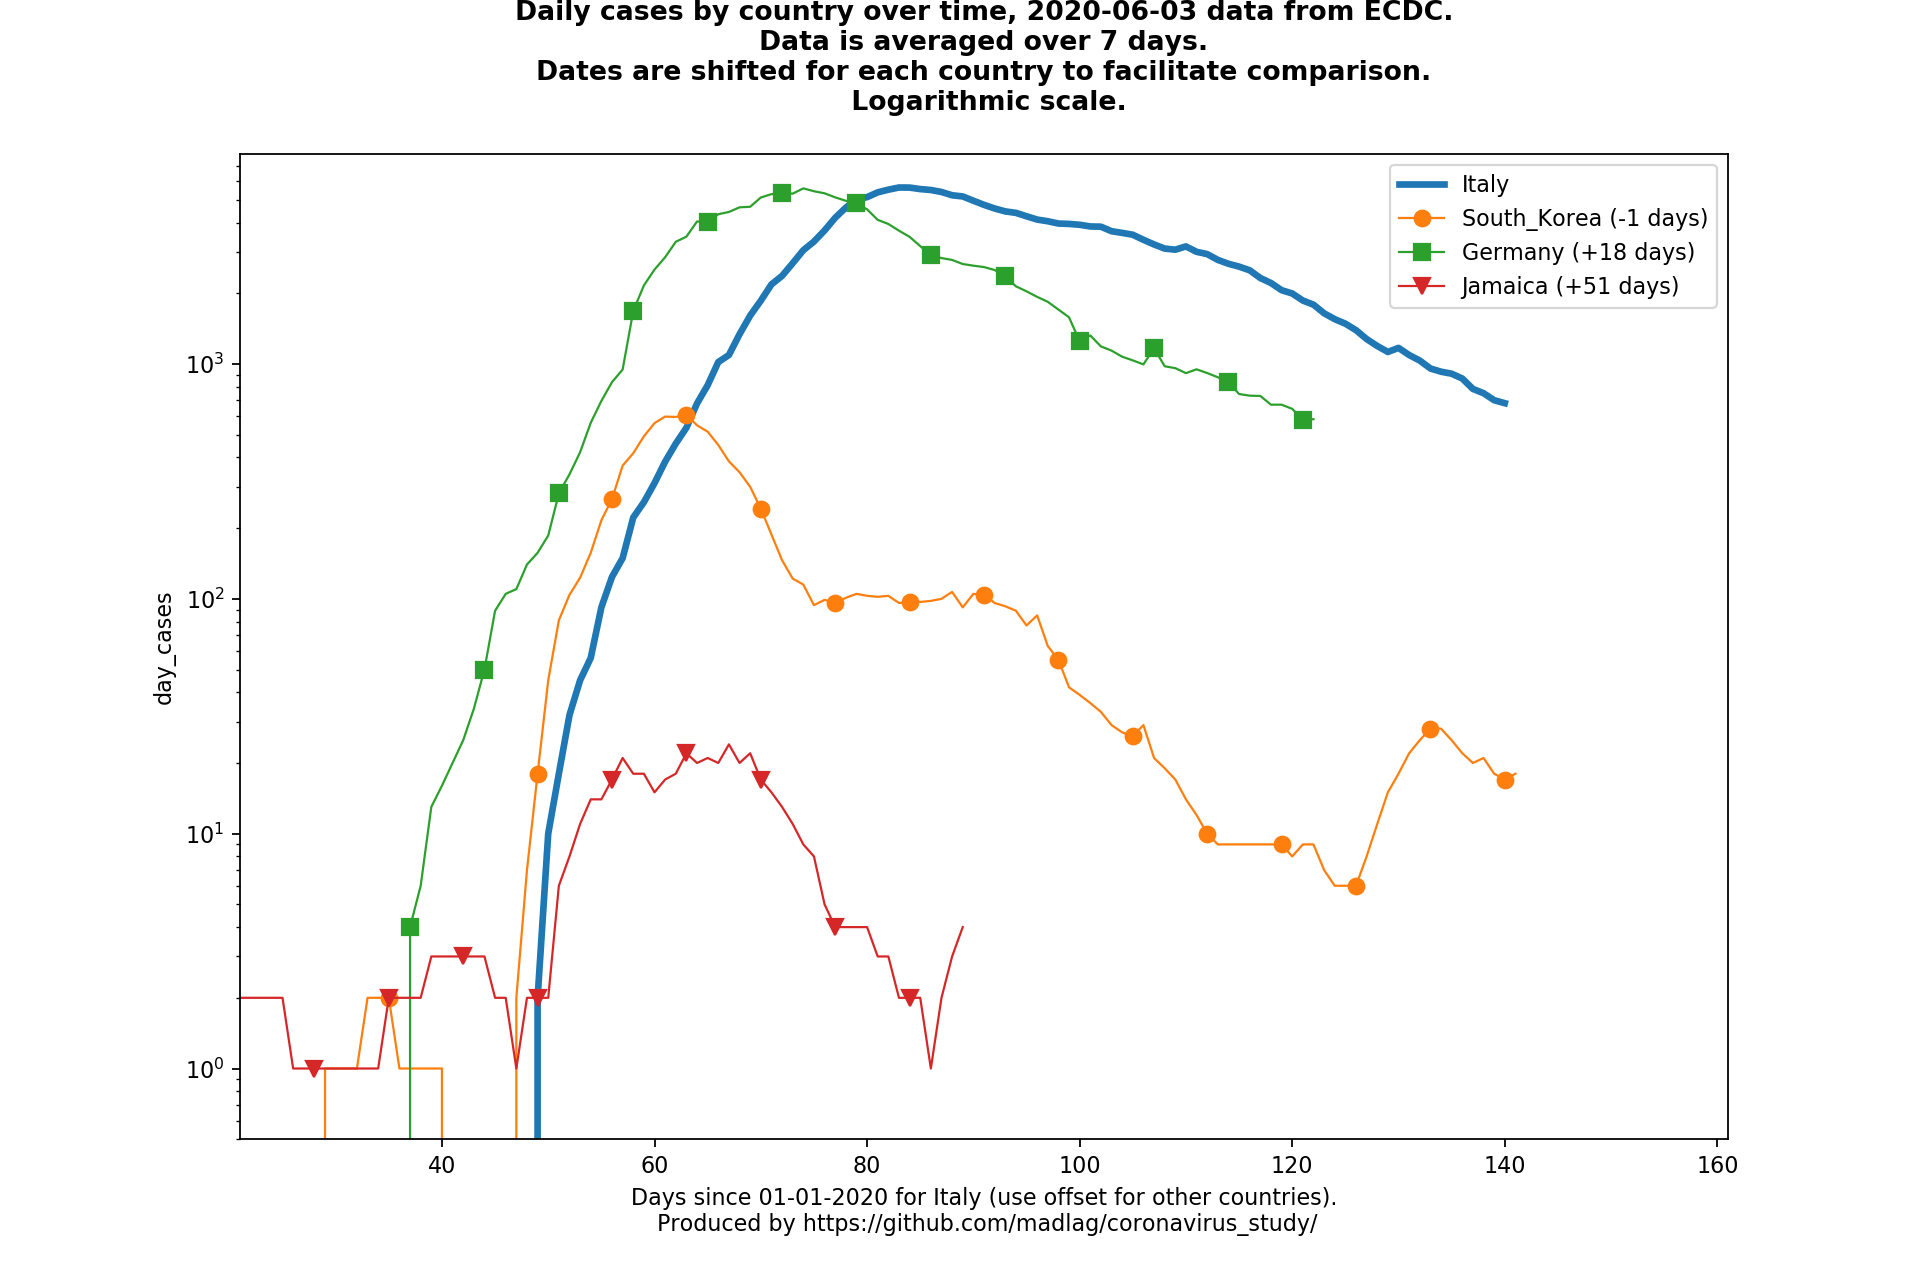 Daily cases by country over time, 2020-06-03 data from ECDC.
Data is averaged over 7 days.
Dates are shifted for each country to facilitate comparison.
Logarithmic scale.
Italy
South_Korea (-1 days)
Germany (+18 days)
Jamaica (+51 days)
day_cases
10³
10²
10¹
10⁰
40 60 80 100 120 140 160
Days since 01-01-2020 for Italy (use offset for other countries).
Produced by https://github.com/madlag/coronavirus_study/